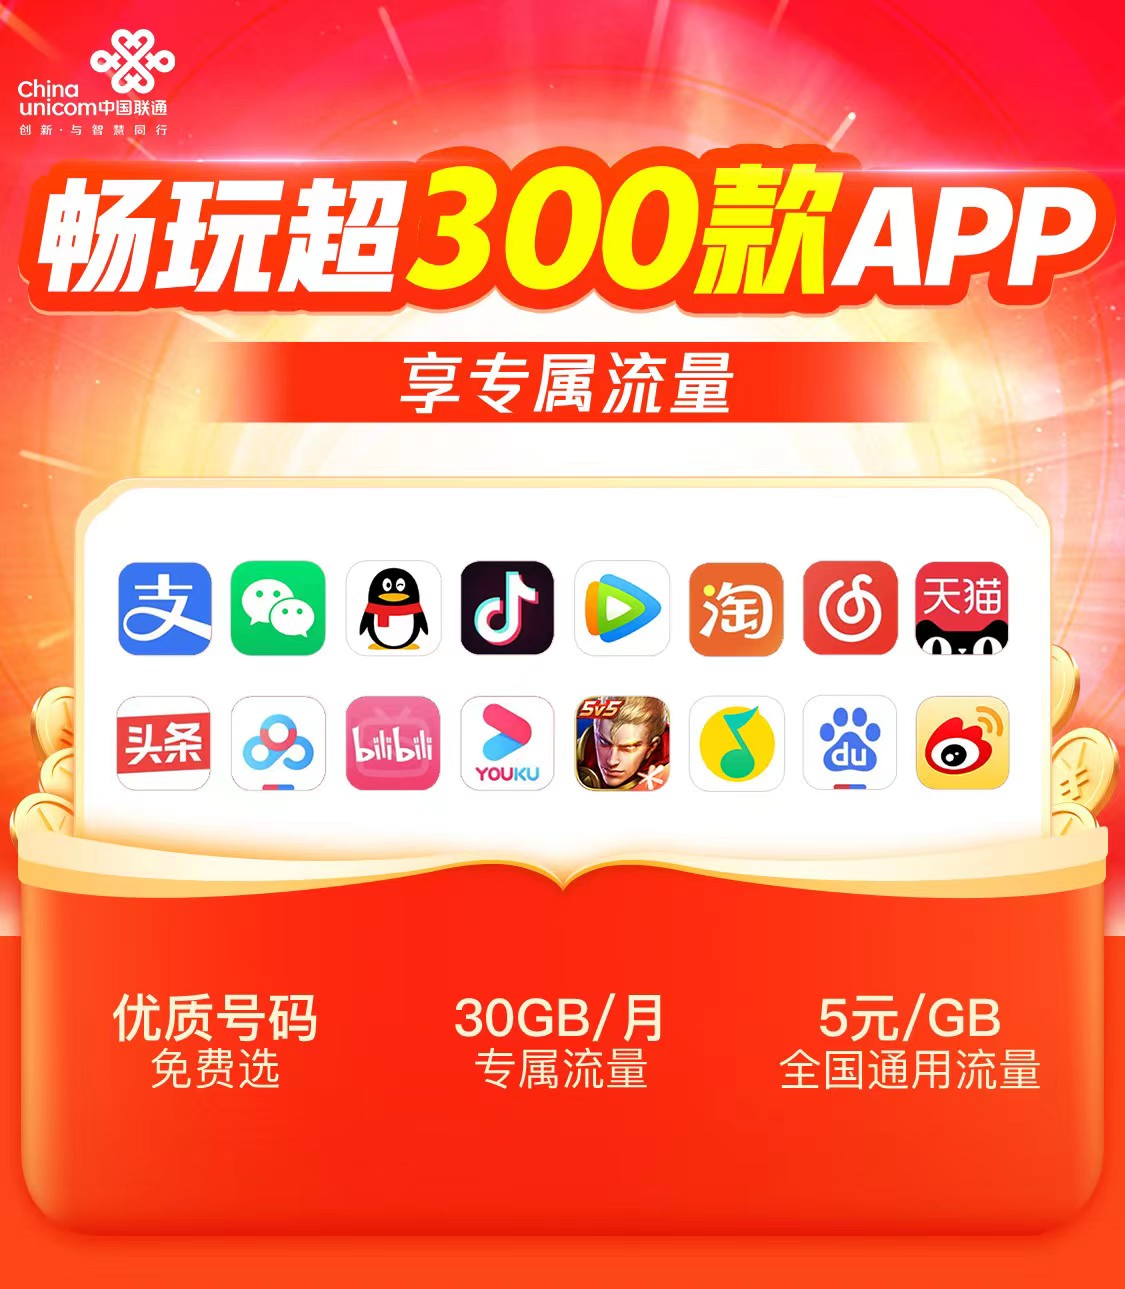 China
unicom中国联通
创新·与智慧同行
畅玩超300款APP
享专属流量
支
淘
天猫
头条
bilibili
YOUKU
5v5
du
优质号码
免费选
30GB/月
专属流量
5元/GB
全国通用流量